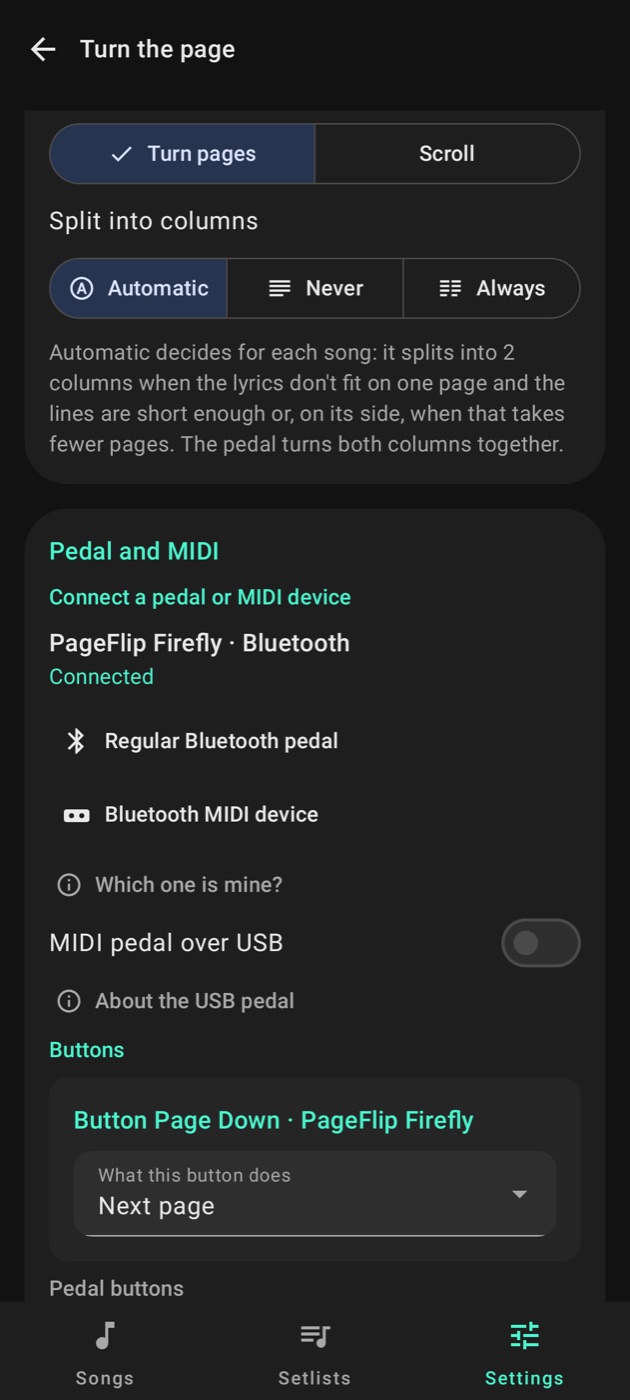 Turn the page
Turn pages
Scroll
Split into columns
Automatic
Never
Always
Automatic decides for each song: it splits into 2
columns when the lyrics don't fit on one page and the
lines are short enough or, on its side, when that takes
fewer pages. The pedal turns both columns together.
Pedal and MIDI
Connect a pedal or MIDI device
PageFlip Firefly · Bluetooth
Connected
Regular Bluetooth pedal
Bluetooth MIDI device
Which one is mine?
MIDI pedal over USB
About the USB pedal
Buttons
Button Page Down · PageFlip Firefly
What this button does
Next page
Pedal buttons
Songs
Setlists
Settings